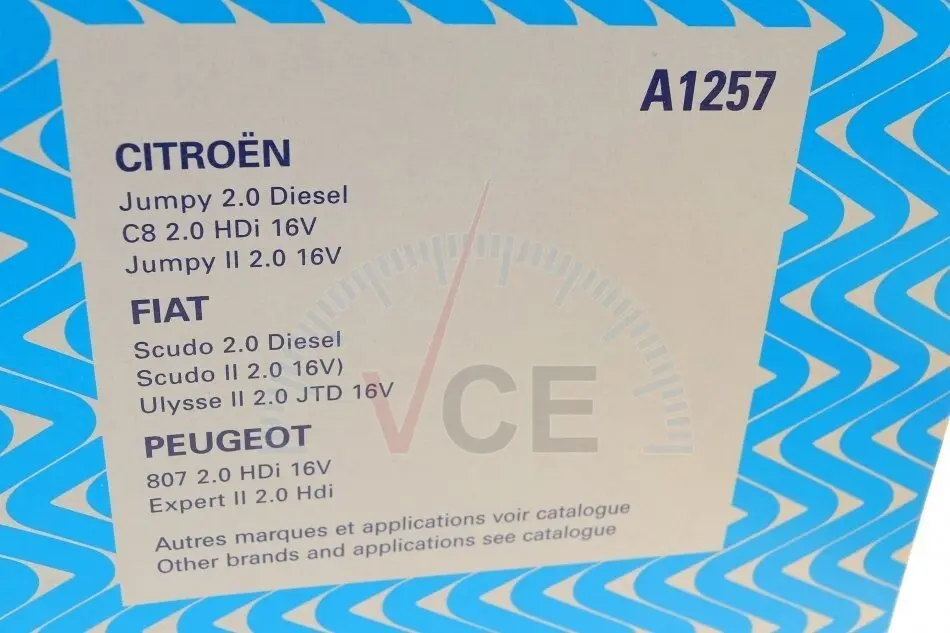 A1257
CITROËN
Jumpy 2.0 Diesel
C8 2.0 HDi 16V
Jumpy II 2.0 16V
FIAT
Scudo 2.0 Diesel
Scudo II 2.0 16V)
Ulysse II 2.0 JTD 16V
VCE
PEUGEOT
807 2.0 HDi 16V
Expert II 2.0 Hdi
Autres marques et applications voir catalogue
Other brands and applications see catalogue